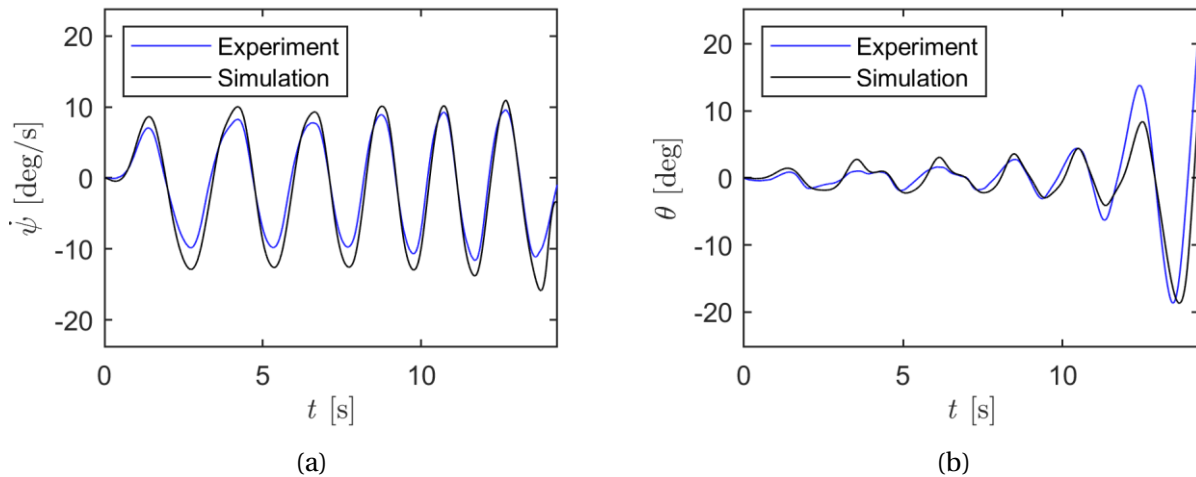 20
10
0
-10
-20
ψ̇ [deg/s]
Experiment
Simulation
0
5
10
t [s]
(a)
20
10
0
-10
-20
θ [deg]
Experiment
Simulation
0
5
10
t [s]
(b)